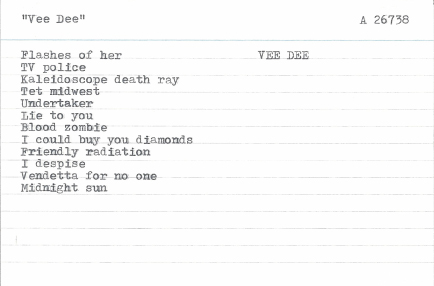 "Vee Dee" A 26738
Flashes of her VEE DEE
TV police
Kaleidoscope death ray
Tet midwest
Undertaker
Lie to you
Blood zombie
I could buy you diamonds
Friendly radiation
I despise
Vendetta for no one
Midnight sun